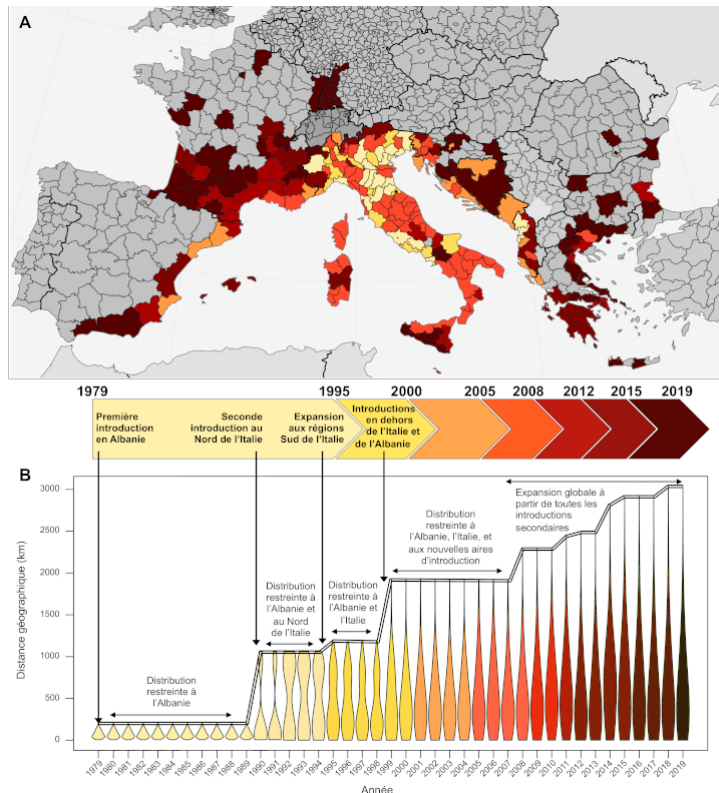 A
1979
1995
2000
2005
2008
2012
2015
2019
Première
introduction
en Albanie
Seconde
introduction au
Nord de l'Italie
Expansion
aux régions
Sud de l'Italie
Introductions
en dehors
de l'Italie et
de l'Albanie
B
Distance géographique (km)
3000
2500
2000
1500
1000
500
0
Distribution
restreinte à
l'Albanie
Distribution
restreinte à
l'Albanie et
au Nord
de l'Italie
Distribution
restreinte à
l'Albanie et
l'Italie
Distribution
restreinte à
l'Albanie, l'Italie, et
aux nouvelles aires
d'introduction
Expansion globale à
partir de toutes les
introductions
secondaires
1979 1980 1981 1982 1983 1984 1985 1986 1987 1988 1989 1990 1991 1992 1993 1994 1995 1996 1997 1998 1999 2000 2001 2002 2003 2004 2005 2006 2007 2008 2009 2010 2011 2012 2013 2014 2015 2016 2017 2018 2019
Année